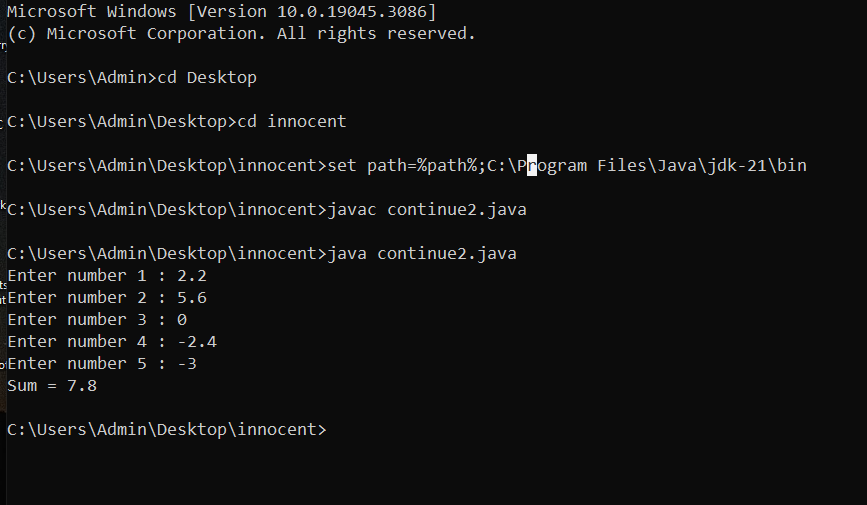 Microsoft Windows [Version 10.0.19045.3086]
(c) Microsoft Corporation. All rights reserved.
C:\Users\Admin>cd Desktop
C:\Users\Admin\Desktop>cd innocent
C:\Users\Admin\Desktop\innocent>set path=%path%;C:\Program Files\Java\jdk-21\bin
C:\Users\Admin\Desktop\innocent>javac continue2.java
C:\Users\Admin\Desktop\innocent>java continue2.java
Enter number 1 : 2.2
Enter number 2 : 5.6
Enter number 3 : 0
Enter number 4 : -2.4
Enter number 5 : -3
Sum = 7.8
C:\Users\Admin\Desktop\innocent>